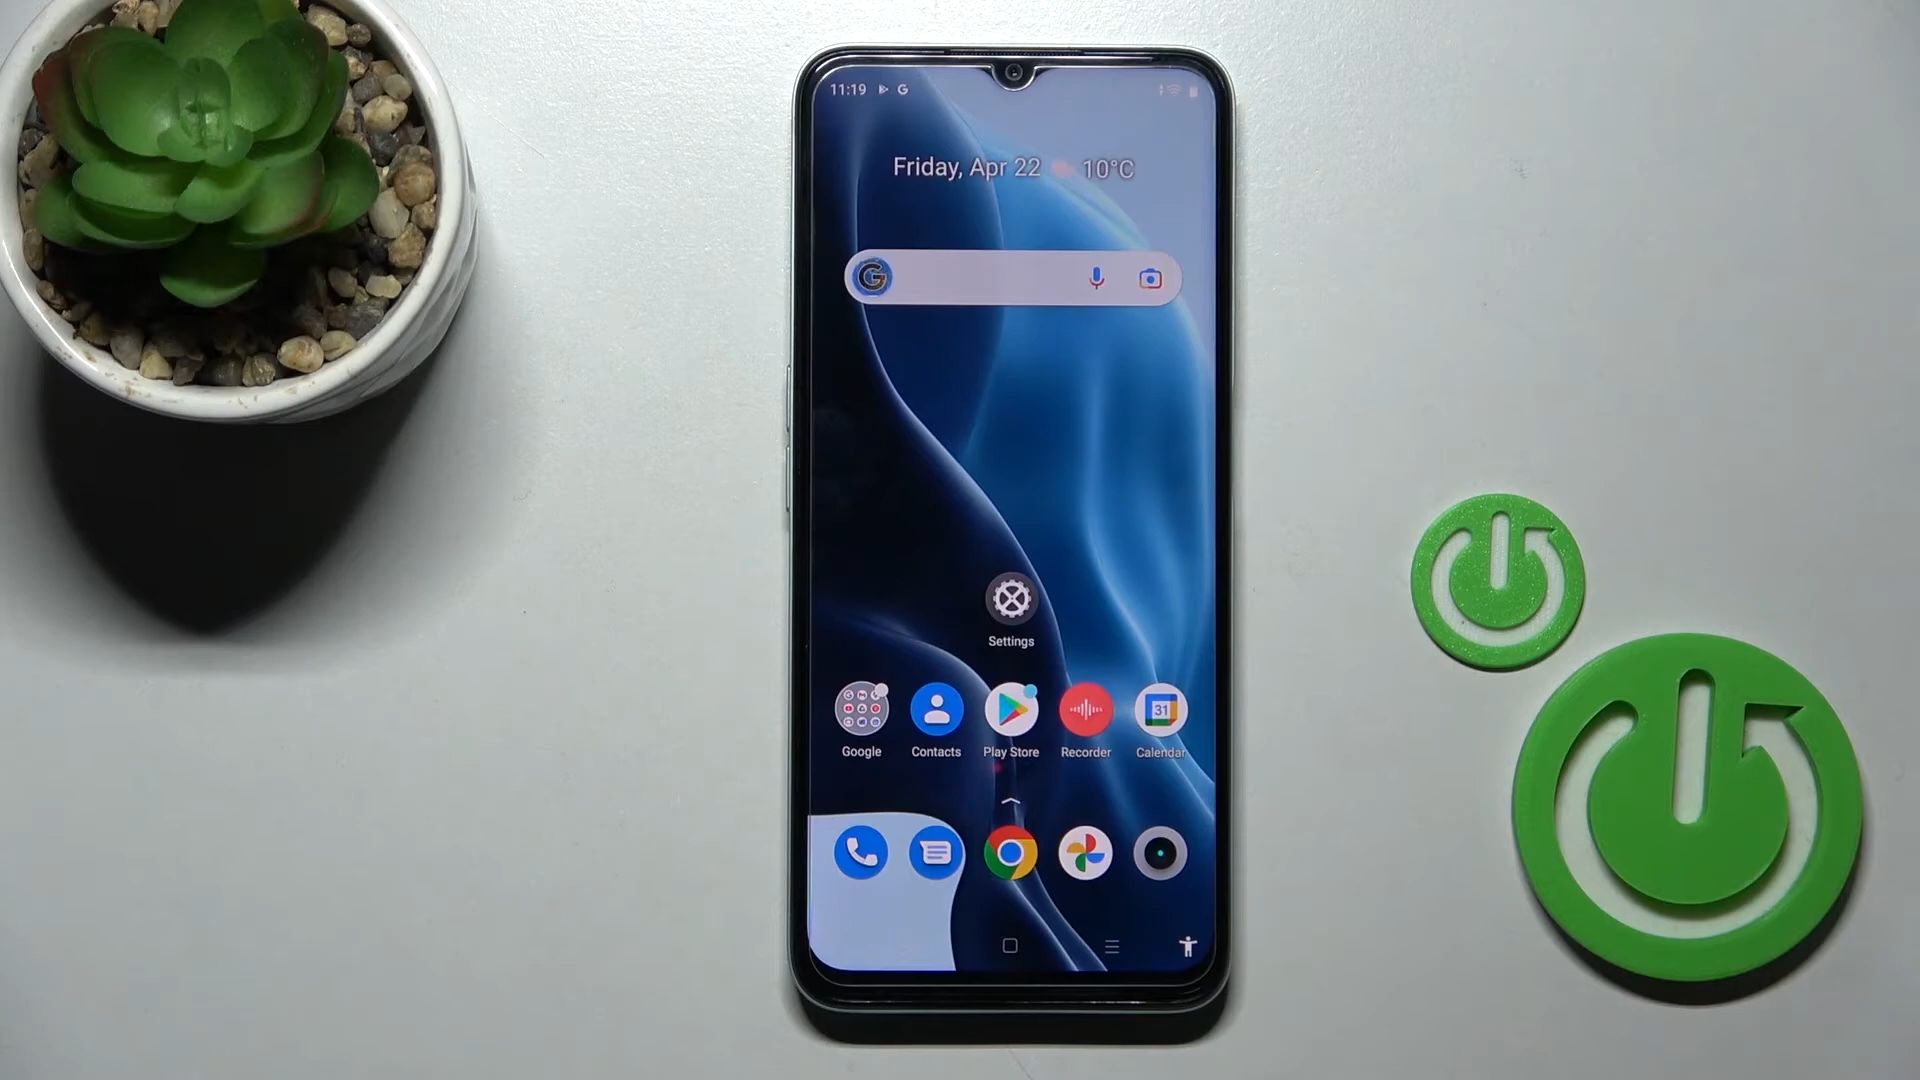 11:19
Friday, Apr 22 10°C
Settings
Google Contacts Play Store Recorder Calendar
31